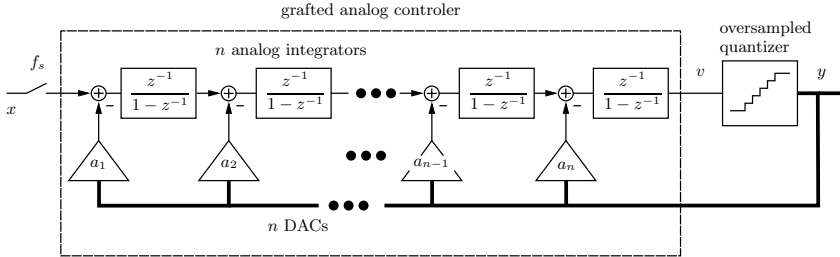 grafted analog controler
oversampled
quantizer
n analog integrators
f_s
x
z^{-1}
1 − z^{-1}
z^{-1}
1 − z^{-1}
z^{-1}
1 − z^{-1}
z^{-1}
1 − z^{-1}
v
y
a_1
a_2
a_{n−1}
a_n
n DACs